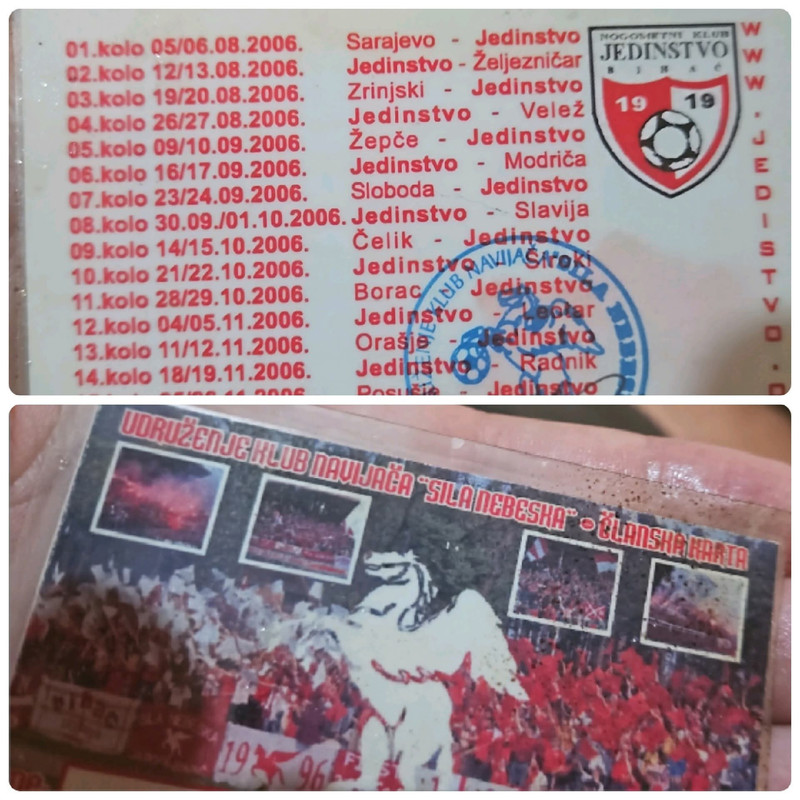 01.kolo 05/06.08.2006. Sarajevo - Jedinstvo
02.kolo 12/13.08.2006. Jedinstvo - Željezničar
03.kolo 19/20.08.2006. Zrinjski - Jedinstvo
04.kolo 26/27.08.2006. Jedinstvo - Velež
05.kolo 09/10.09.2006. Žepče - Jedinstvo
06.kolo 16/17.09.2006. Jedinstvo - Modriča
07.kolo 23/24.09.2006. Sloboda - Jedinstvo
08.kolo 30.09./01.10.2006. Jedinstvo - Slavija
09.kolo 14/15.10.2006. Čelik - Jedinstvo
10.kolo 21/22.10.2006. Jedinstvo - Široki
11.kolo 28/29.10.2006. Borac - Jedinstvo
12.kolo 04/05.11.2006. Jedinstvo - Leotar
13.kolo 11/12.11.2006. Orašje - Jedinstvo
14.kolo 18/19.11.2006. Jedinstvo - Radnik
Posušje - Jedinstvo
NOGOMETNI KLUB
JEDINSTVO
BIHAĆ
19 19
WWW.JEDISTVO.
KLUB NAVIJAČA
UDRUŽENJE KLUB NAVIJAČA "SILA NEBESKA" - ČLANSKA KARTA
19 96